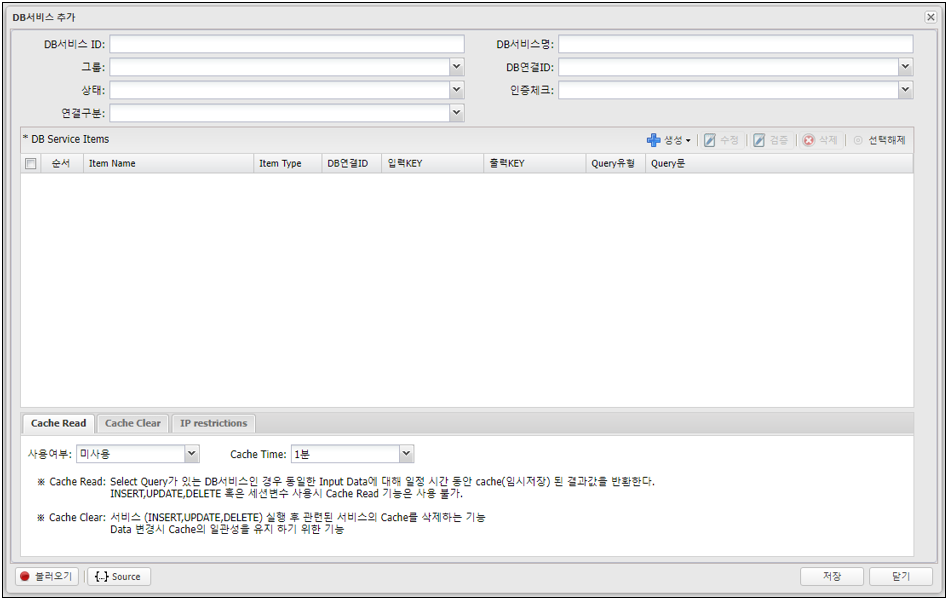 DB서비스 추가
DB서비스 ID: DB서비스명:
그룹: DB연결ID:
상태: 인증체크:
연결구분:
* DB Service Items 생성 수정 검증 삭제 선택해제
순서 Item Name Item Type DB연결ID 입력KEY 출력KEY Query유형 Query문
Cache Read Cache Clear IP restrictions
사용여부: 미사용 Cache Time: 1분
※ Cache Read: Select Query가 있는 DB서비스인 경우 동일한 Input Data에 대해 일정 시간 동안 cache(임시저장) 된 결과값을 반환한다.
INSERT,UPDATE,DELETE 혹은 세션변수 사용시 Cache Read 기능은 사용 불가.
※ Cache Clear: 서비스 (INSERT,UPDATE,DELETE) 실행 후 관련된 서비스의 Cache를 삭제하는 기능
Data 변경시 Cache의 일관성을 유지 하기 위한 기능
불러오기 {..} Source 저장 닫기